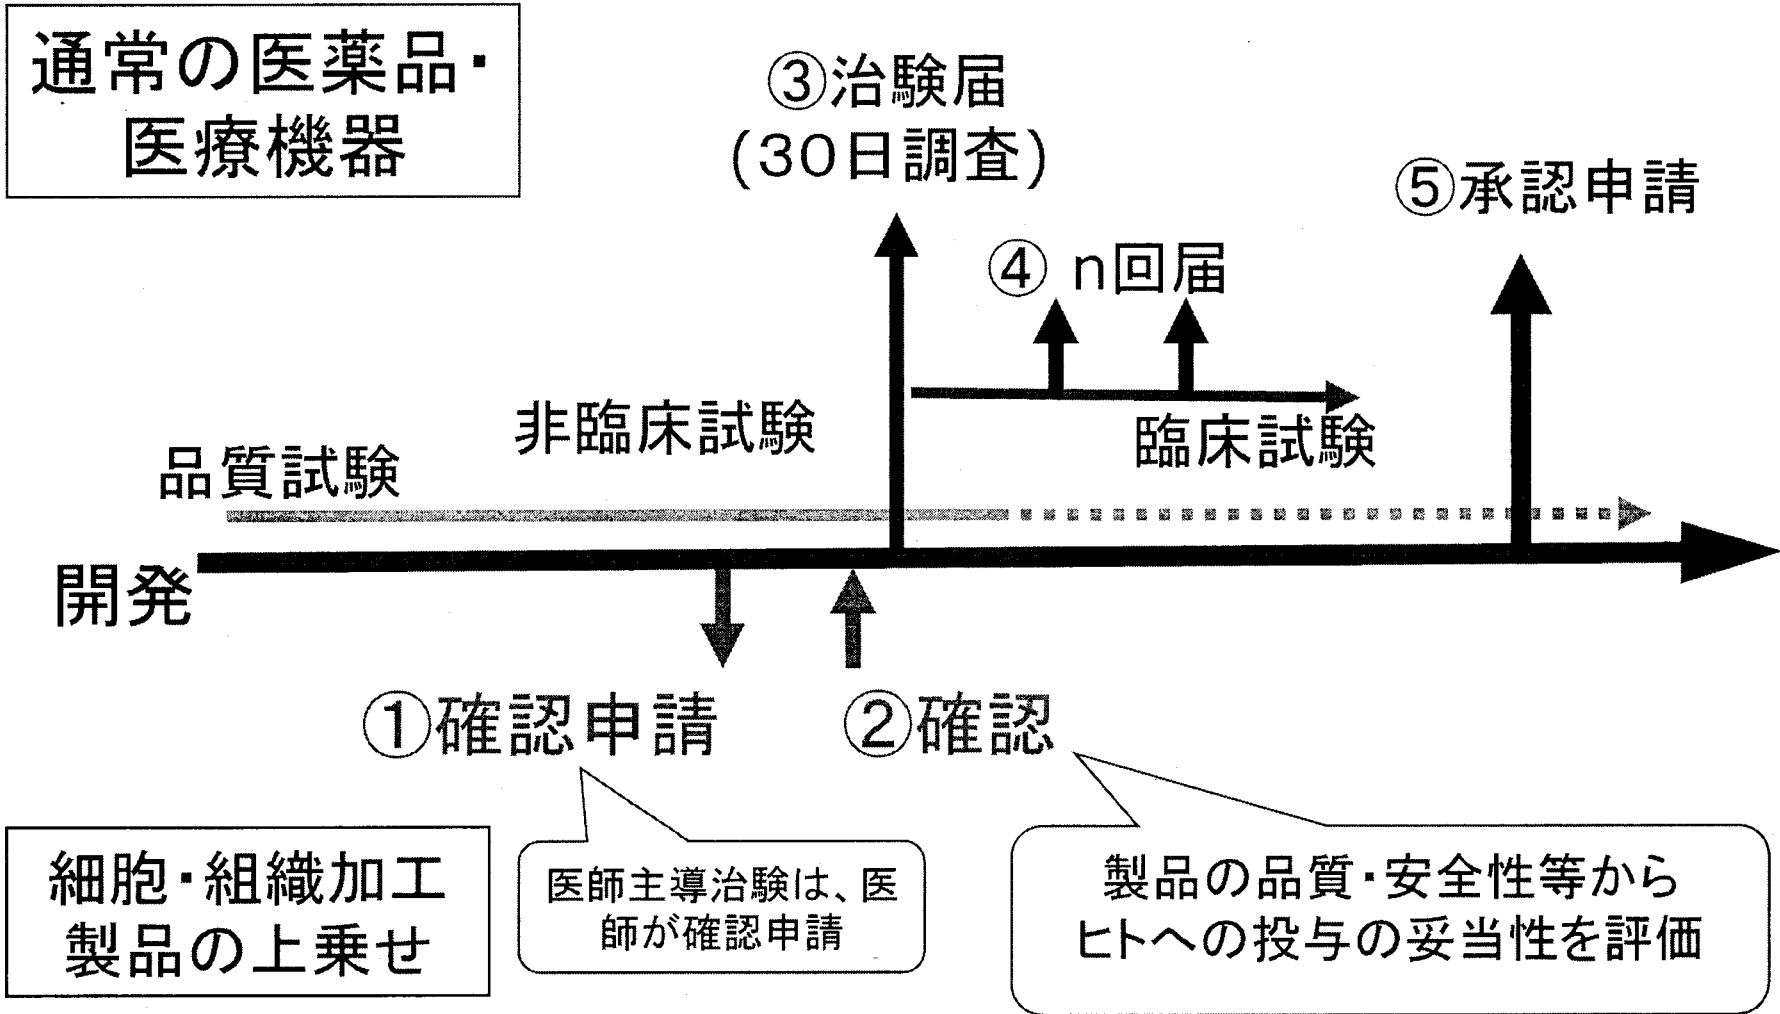 通常の医薬品・
医療機器
③治験届
(30日調査)
⑤承認申請
④ n回届
非臨床試験
臨床試験
品質試験
開発
①確認申請
②確認
細胞・組織加工
製品の上乗せ
医師主導治験は、医
師が確認申請
製品の品質・安全性等から
ヒトへの投与の妥当性を評価